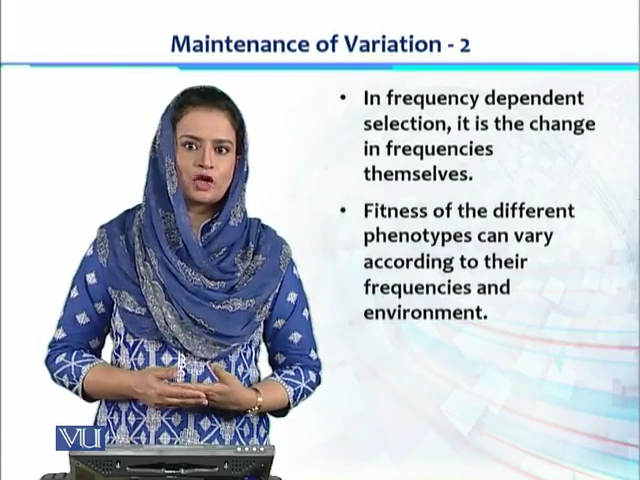 Maintenance of Variation - 2
• In frequency dependent
selection, it is the change
in frequencies
themselves.
• Fitness of the different
phenotypes can vary
according to their
frequencies and
environment.
VU